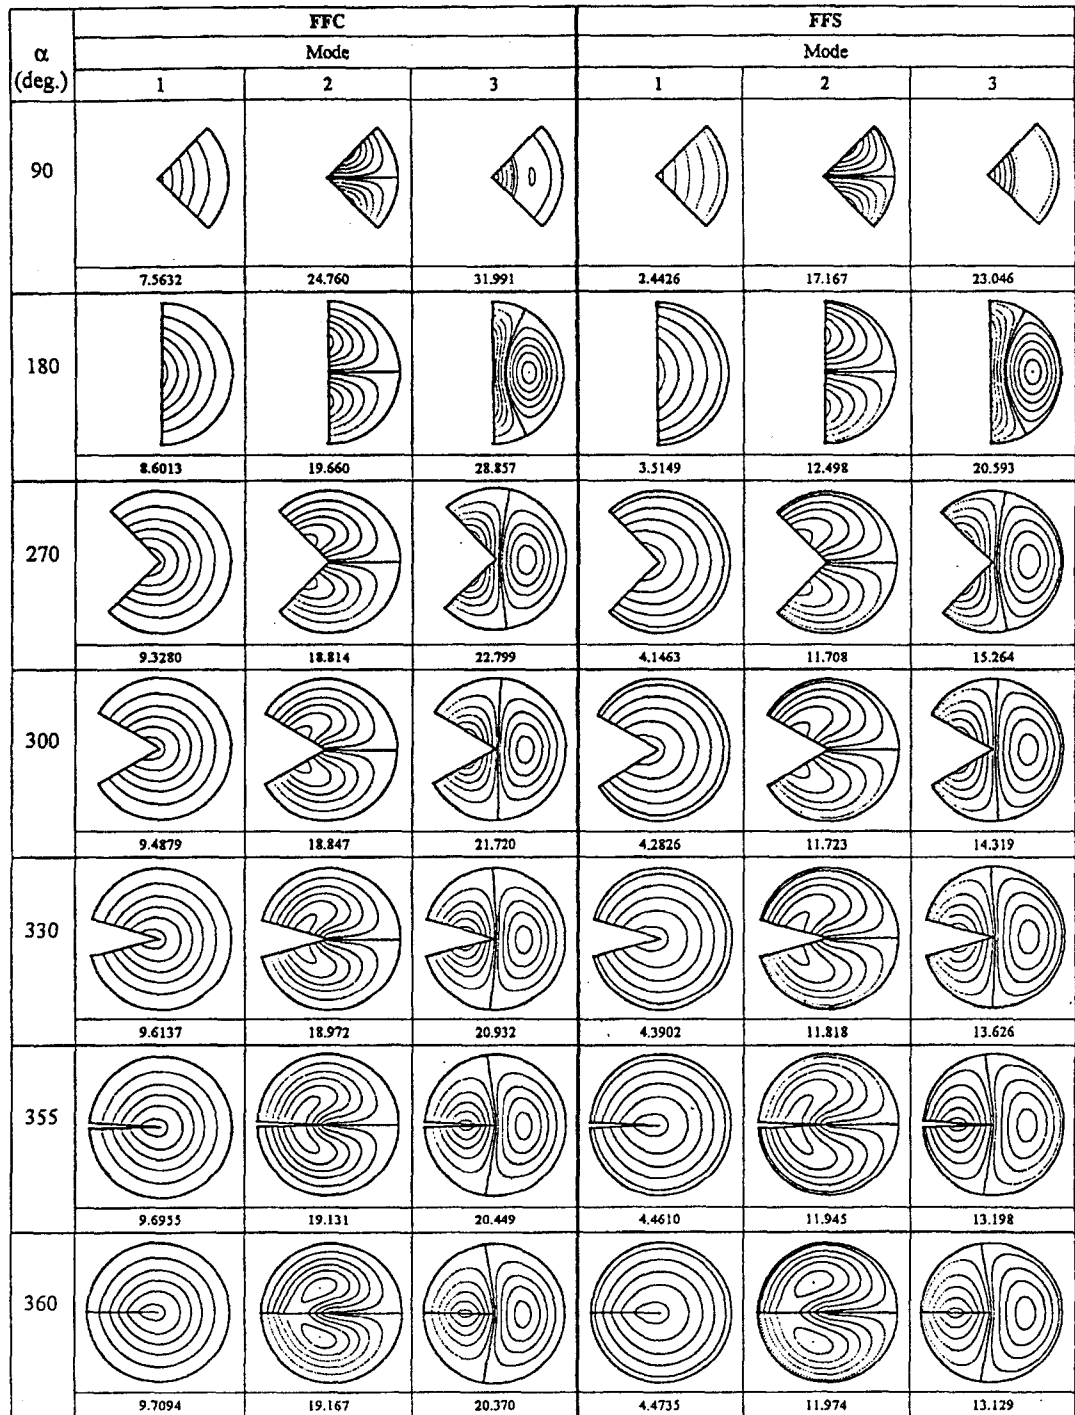 FFC FFS
α (deg.) Mode Mode
1 2 3 1 2 3
90
7.5632 24.760 31.991 2.4426 17.167 23.046
180
8.6013 19.660 28.857 3.5149 12.498 20.593
270
9.3280 18.814 22.799 4.1463 11.708 15.264
300
9.4879 18.847 21.720 4.2826 11.723 14.319
330
9.6137 18.972 20.932 4.3902 11.818 13.626
355
9.6955 19.131 20.449 4.4610 11.945 13.198
360
9.7094 19.167 20.370 4.4735 11.974 13.129